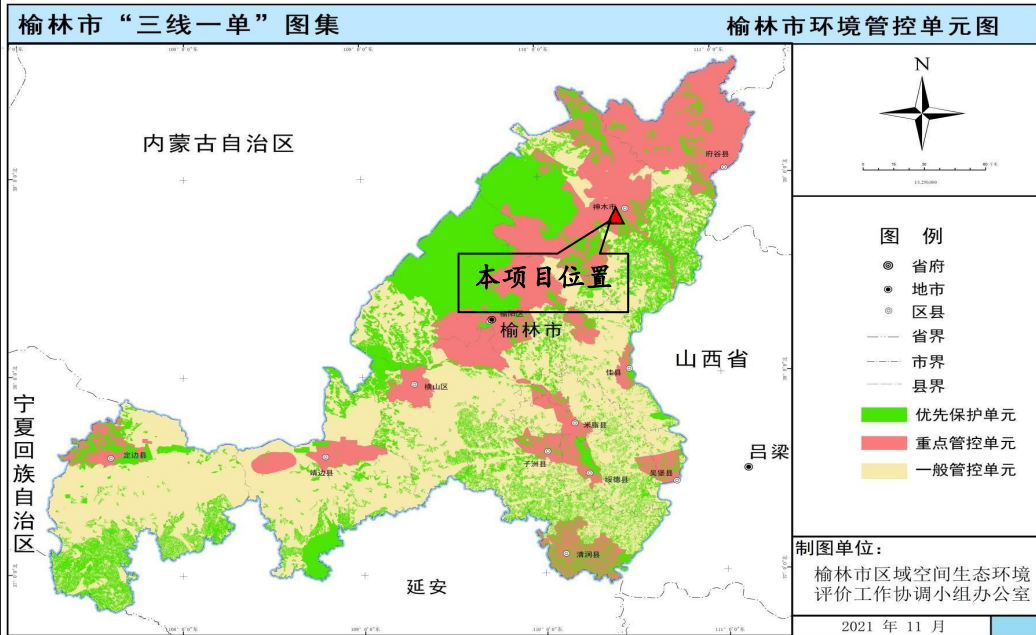 榆林市“三线一单”图集
榆林市环境管控单元图
内蒙古自治区
府谷县
神木市
本项目位置
榆阳区
榆林市
山西省
佳县
横山区
宁夏回族自治区
米脂县
定边县
靖边县
子洲县
绥德县
吴堡县
吕梁
清涧县
延安
N
图 例
省府
地市
区县
省界
市界
县界
优先保护单元
重点管控单元
一般管控单元
制图单位：
榆林市区域空间生态环境
评价工作协调小组办公室
2021 年 11 月